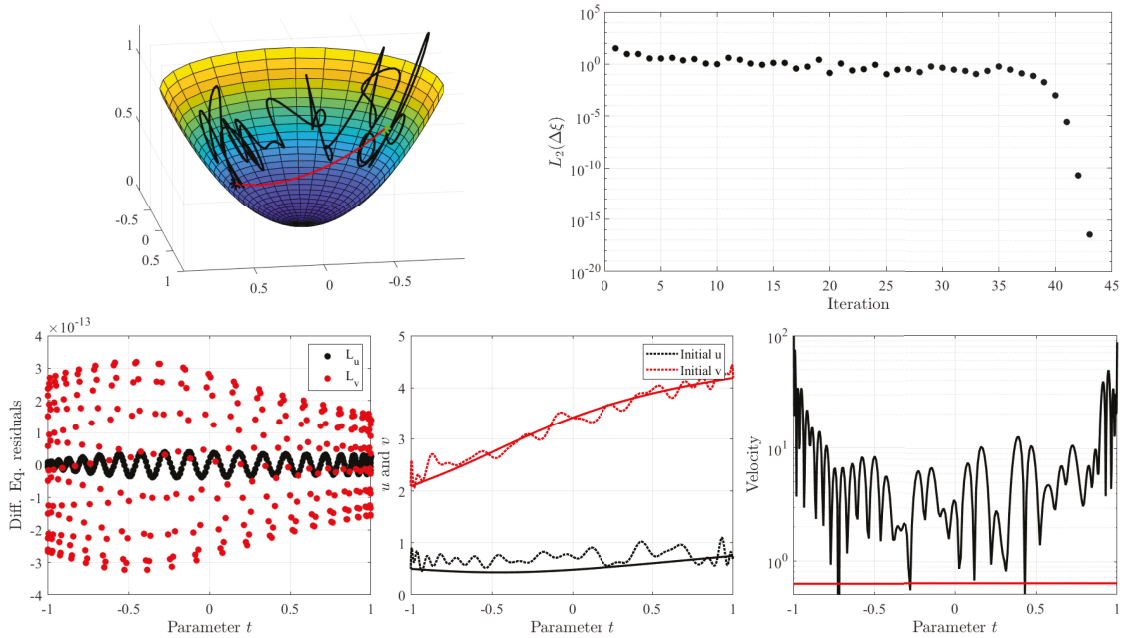 1
0.5
0
-0.5
0
0.5
1
0.5
0
-0.5
10^5
10^0
10^-5
10^-10
10^-15
10^-20
L_2(Δξ)
0 5 10 15 20 25 30 35 40 45
Iteration
×10^-13
4
3
2
1
0
-1
-2
-3
-4
Diff. Eq. residuals
L_u
L_v
-1 -0.5 0 0.5 1
Parameter t
5
4
3
2
1
0
u and v
Initial u
Initial v
-1 -0.5 0 0.5 1
Parameter t
10^2
10^1
10^0
Velocity
-1 -0.5 0 0.5 1
Parameter t